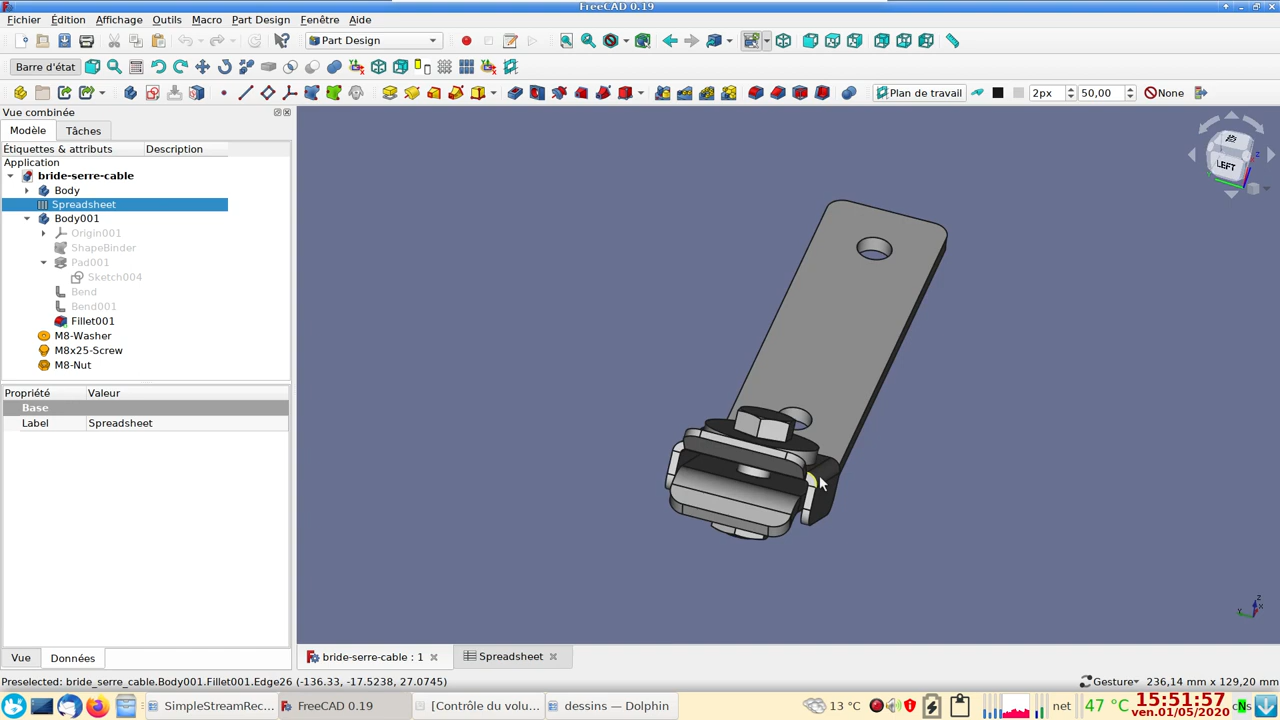 FreeCAD 0.19
Fichier Édition Affichage Outils Macro Part Design Fenêtre Aide
Part Design
Barre d'état
Plan de travail 2px 50,00 None
Vue combinée
Modèle Tâches
Étiquettes & attributs Description
Application
bride-serre-cable
Body
Spreadsheet
Body001
Origin001
ShapeBinder
Pad001
Sketch004
Bend
Bend001
Fillet001
M8-Washer
M8x25-Screw
M8-Nut
Propriété Valeur
Base
Label Spreadsheet
LEFT
Z
Y
Vue Données
bride-serre-cable : 1 Spreadsheet
Preselected: bride_serre_cable.Body001.Fillet001.Edge26 (-136.33, -17.5238, 27.0745)
Gesture 236,14 mm x 129,20 mm
SimpleStreamRec... FreeCAD 0.19 [Contrôle du volu... dessins — Dolphin
13 °C net 47 °C 15:51:57
ven.01/05/2020